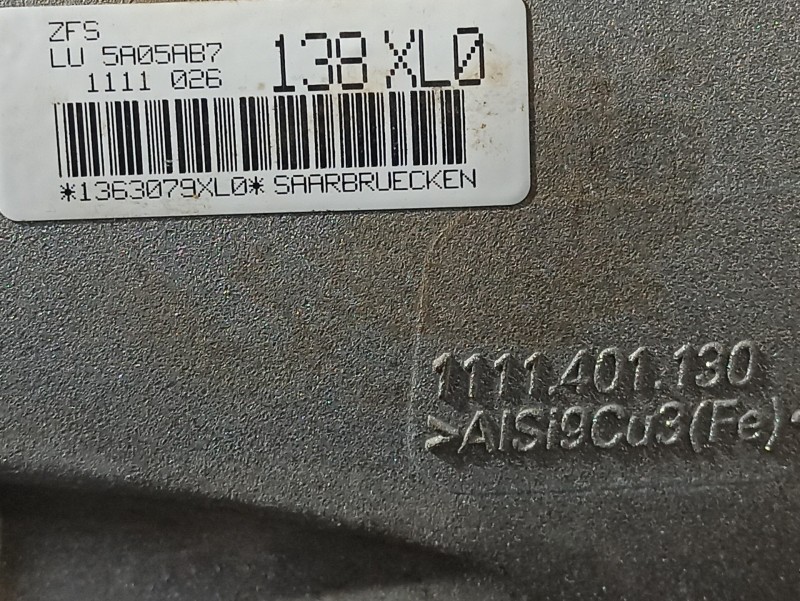 ZFS
LU 5A05AB7
1111 026
138 XL0
*1363079XL0* SAARBRUECKEN
1111.401.130
>AlSi9Cu3(Fe)<